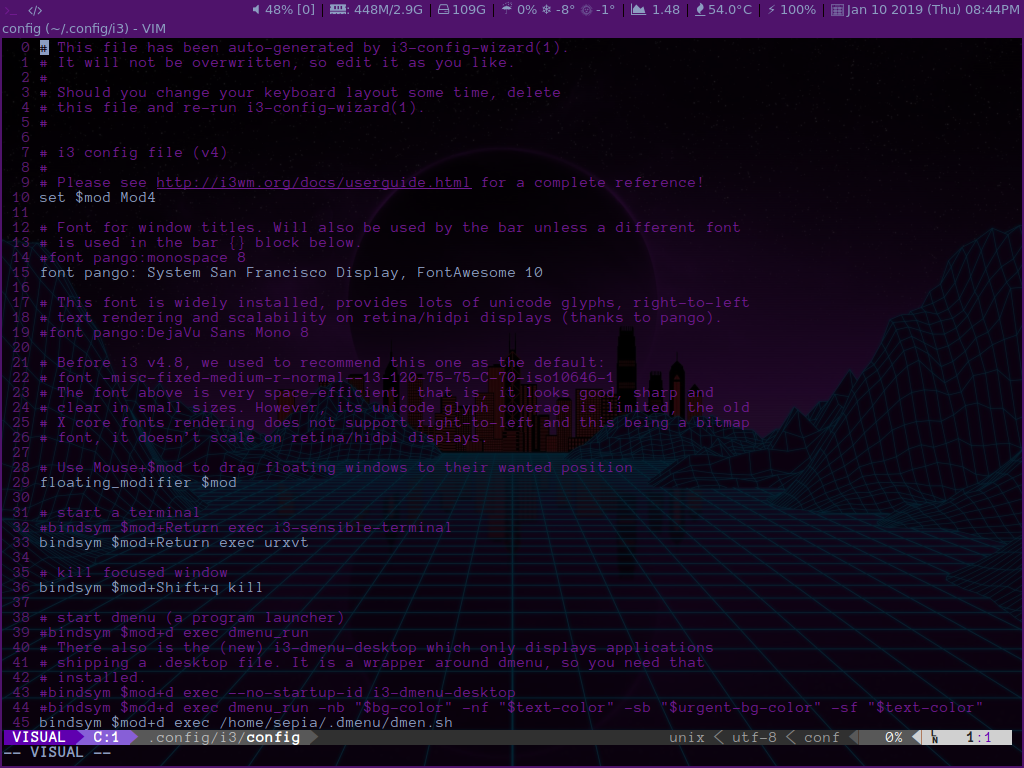 </> 48% [0] 448M/2.9G 109G 0% -8° -1° 1.48 54.0°C 100% Jan 10 2019 (Thu) 08:44PM
config (~/.config/i3) - VIM
0 # This file has been auto-generated by i3-config-wizard(1).
1 # It will not be overwritten, so edit it as you like.
2 #
3 # Should you change your keyboard layout some time, delete
4 # this file and re-run i3-config-wizard(1).
5 #
6
7 # i3 config file (v4)
8 #
9 # Please see http://i3wm.org/docs/userguide.html for a complete reference!
10 set $mod Mod4
11
12 # Font for window titles. Will also be used by the bar unless a different font
13 # is used in the bar {} block below.
14 #font pango:monospace 8
15 font pango: System San Francisco Display, FontAwesome 10
16
17 # This font is widely installed, provides lots of unicode glyphs, right-to-left
18 # text rendering and scalability on retina/hidpi displays (thanks to pango).
19 #font pango:DejaVu Sans Mono 8
20
21 # Before i3 v4.8, we used to recommend this one as the default:
22 # font -misc-fixed-medium-r-normal--13-120-75-75-C-70-iso10646-1
23 # The font above is very space-efficient, that is, it looks good, sharp and
24 # clear in small sizes. However, its unicode glyph coverage is limited, the old
25 # X core fonts rendering does not support right-to-left and this being a bitmap
26 # font, it doesn't scale on retina/hidpi displays.
27
28 # Use Mouse+$mod to drag floating windows to their wanted position
29 floating_modifier $mod
30
31 # start a terminal
32 #bindsym $mod+Return exec i3-sensible-terminal
33 bindsym $mod+Return exec urxvt
34
35 # kill focused window
36 bindsym $mod+Shift+q kill
37
38 # start dmenu (a program launcher)
39 #bindsym $mod+d exec dmenu_run
40 # There also is the (new) i3-dmenu-desktop which only displays applications
41 # shipping a .desktop file. It is a wrapper around dmenu, so you need that
42 # installed.
43 #bindsym $mod+d exec --no-startup-id i3-dmenu-desktop
44 #bindsym $mod+d exec dmenu_run -nb "$bg-color" -nf "$text-color" -sb "$urgent-bg-color" -sf "$text-color"
45 bindsym $mod+d exec /home/sepia/.dmenu/dmen.sh
VISUAL C:1 .config/i3/config unix < utf-8 < conf 0% LN 1:1
-- VISUAL --